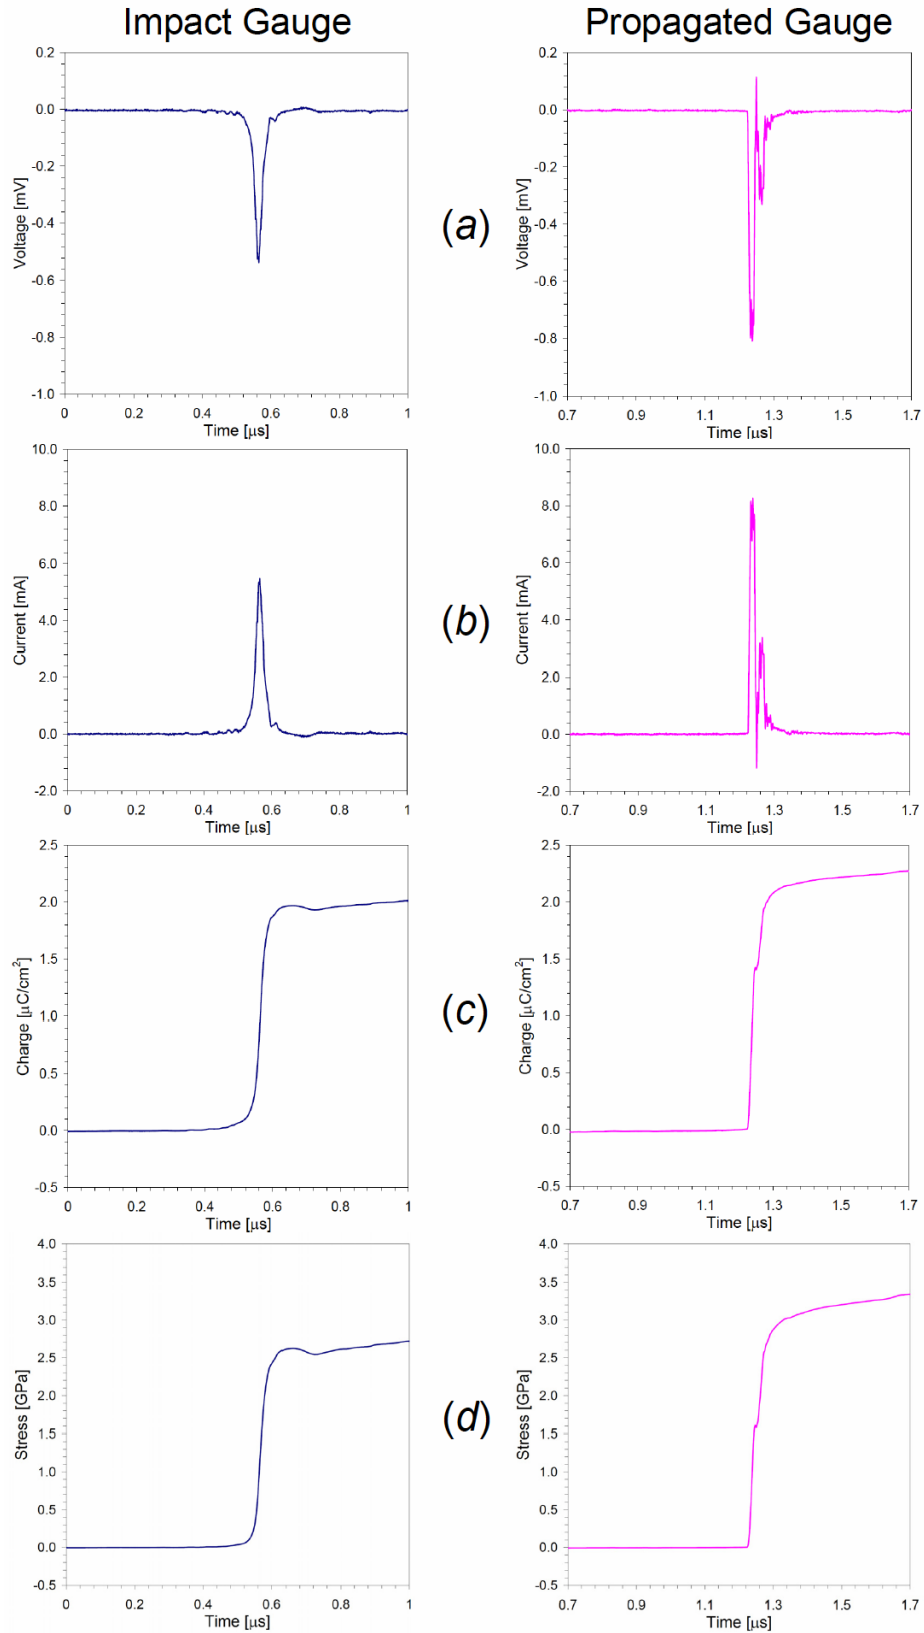 Impact Gauge
Propagated Gauge
0.2
0.0
-0.2
-0.4
-0.6
-0.8
-1.0
Voltage [mV]
0 0.2 0.4 0.6 0.8 1
Time [μs]
(a)
0.2
0.0
-0.2
-0.4
-0.6
-0.8
-1.0
Voltage [mV]
0.7 0.9 1.1 1.3 1.5 1.7
Time [μs]
10.0
8.0
6.0
4.0
2.0
0.0
-2.0
Current [mA]
0 0.2 0.4 0.6 0.8 1
Time [μs]
(b)
10.0
8.0
6.0
4.0
2.0
0.0
-2.0
Current [mA]
0.7 0.9 1.1 1.3 1.5 1.7
Time [μs]
2.5
2.0
1.5
1.0
0.5
0.0
-0.5
Charge [μC/cm²]
0 0.2 0.4 0.6 0.8 1
Time [μs]
(c)
2.5
2.0
1.5
1.0
0.5
0.0
-0.5
Charge [μC/cm²]
0.7 0.9 1.1 1.3 1.5 1.7
Time [μs]
4.0
3.5
3.0
2.5
2.0
1.5
1.0
0.5
0.0
-0.5
Stress [GPa]
0 0.2 0.4 0.6 0.8 1
Time [μs]
(d)
4.0
3.5
3.0
2.5
2.0
1.5
1.0
0.5
0.0
-0.5
Stress [GPa]
0.7 0.9 1.1 1.3 1.5 1.7
Time [μs]